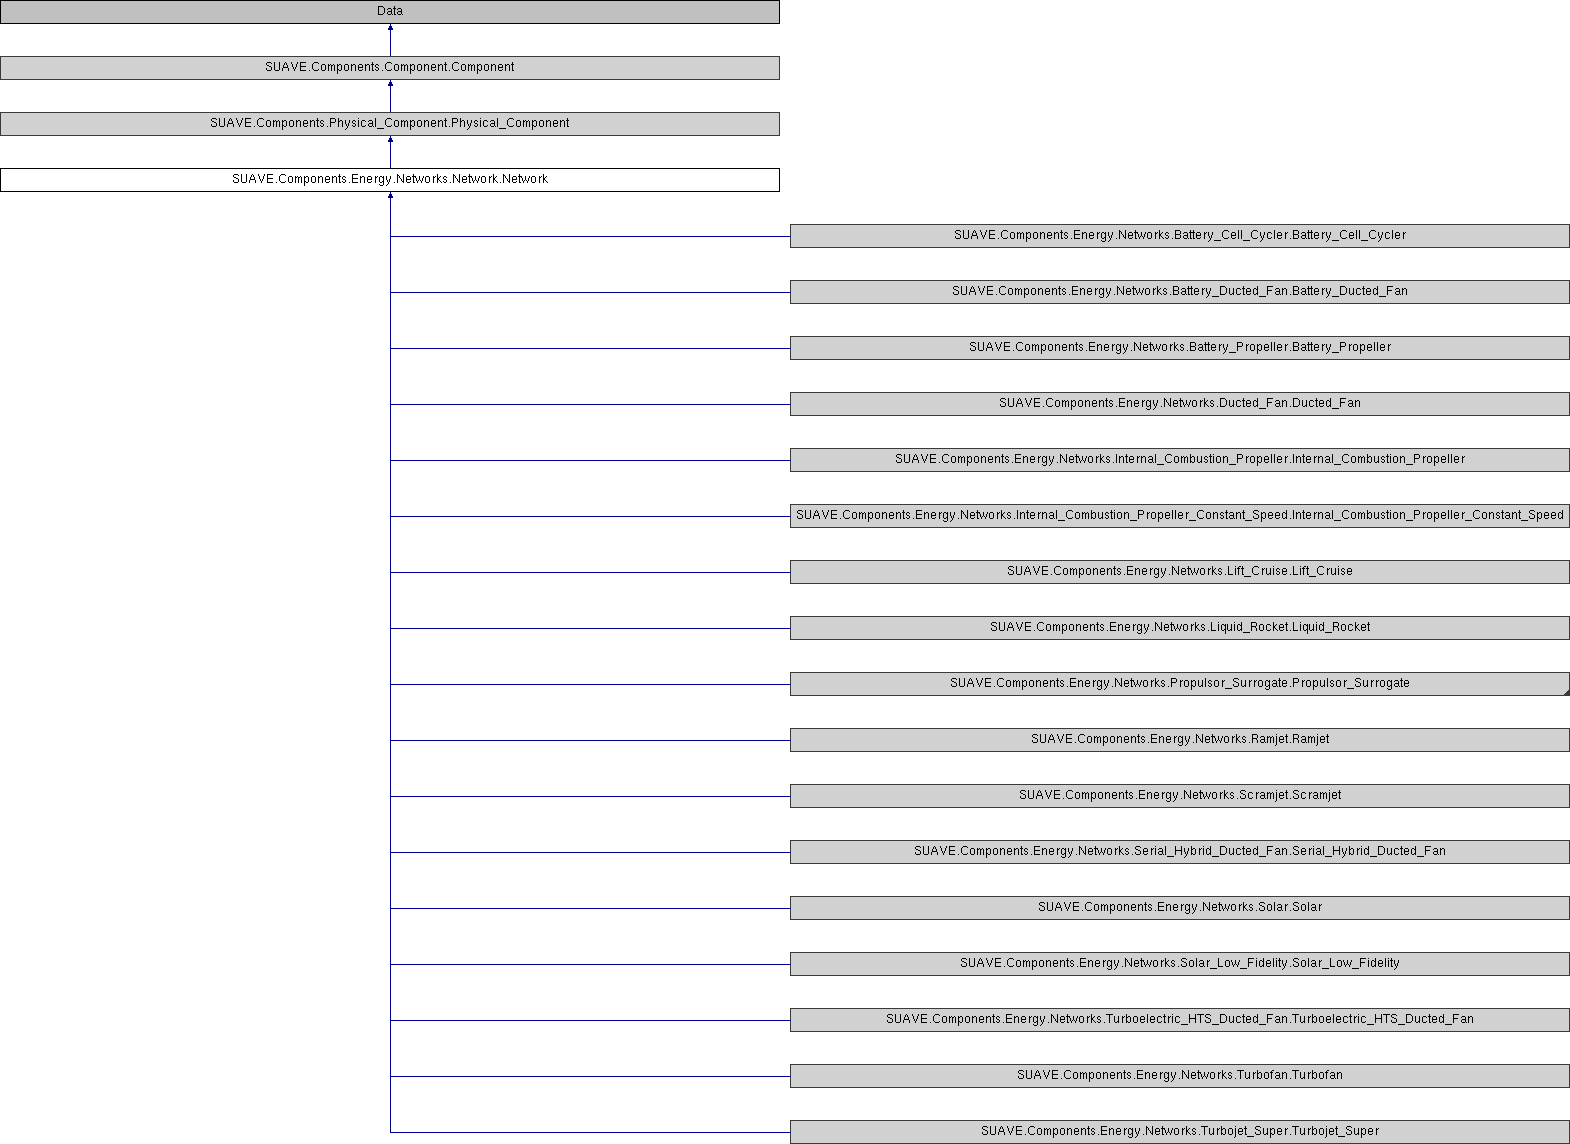 Data
SUAVE.Components.Component.Component
SUAVE.Components.Physical_Component.Physical_Component
SUAVE.Components.Energy.Networks.Network.Network
SUAVE.Components.Energy.Networks.Battery_Cell_Cycler.Battery_Cell_Cycler
SUAVE.Components.Energy.Networks.Battery_Ducted_Fan.Battery_Ducted_Fan
SUAVE.Components.Energy.Networks.Battery_Propeller.Battery_Propeller
SUAVE.Components.Energy.Networks.Ducted_Fan.Ducted_Fan
SUAVE.Components.Energy.Networks.Internal_Combustion_Propeller.Internal_Combustion_Propeller
SUAVE.Components.Energy.Networks.Internal_Combustion_Propeller_Constant_Speed.Internal_Combustion_Propeller_Constant_Speed
SUAVE.Components.Energy.Networks.Lift_Cruise.Lift_Cruise
SUAVE.Components.Energy.Networks.Liquid_Rocket.Liquid_Rocket
SUAVE.Components.Energy.Networks.Propulsor_Surrogate.Propulsor_Surrogate
SUAVE.Components.Energy.Networks.Ramjet.Ramjet
SUAVE.Components.Energy.Networks.Scramjet.Scramjet
SUAVE.Components.Energy.Networks.Serial_Hybrid_Ducted_Fan.Serial_Hybrid_Ducted_Fan
SUAVE.Components.Energy.Networks.Solar.Solar
SUAVE.Components.Energy.Networks.Solar_Low_Fidelity.Solar_Low_Fidelity
SUAVE.Components.Energy.Networks.Turboelectric_HTS_Ducted_Fan.Turboelectric_HTS_Ducted_Fan
SUAVE.Components.Energy.Networks.Turbofan.Turbofan
SUAVE.Components.Energy.Networks.Turbojet_Super.Turbojet_Super